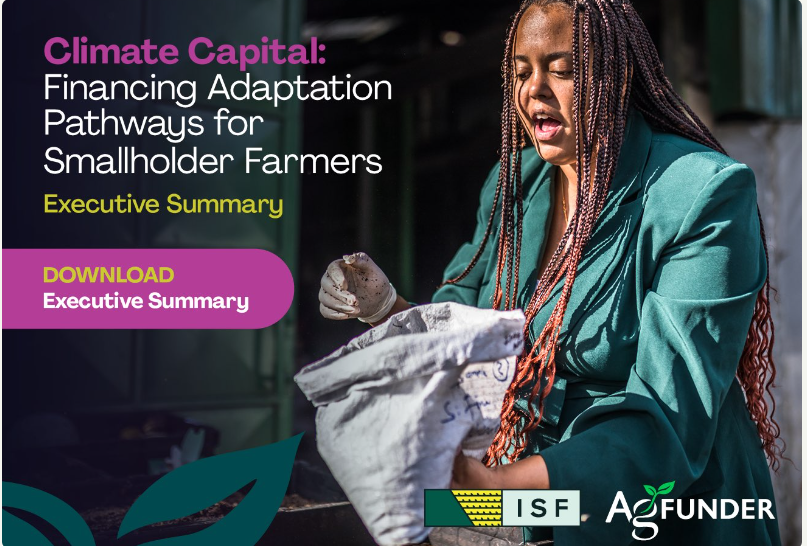 Climate Capital:
Financing Adaptation
Pathways for
Smallholder Farmers
Executive Summary
DOWNLOAD
Executive Summary
ISF
AgFUNDER